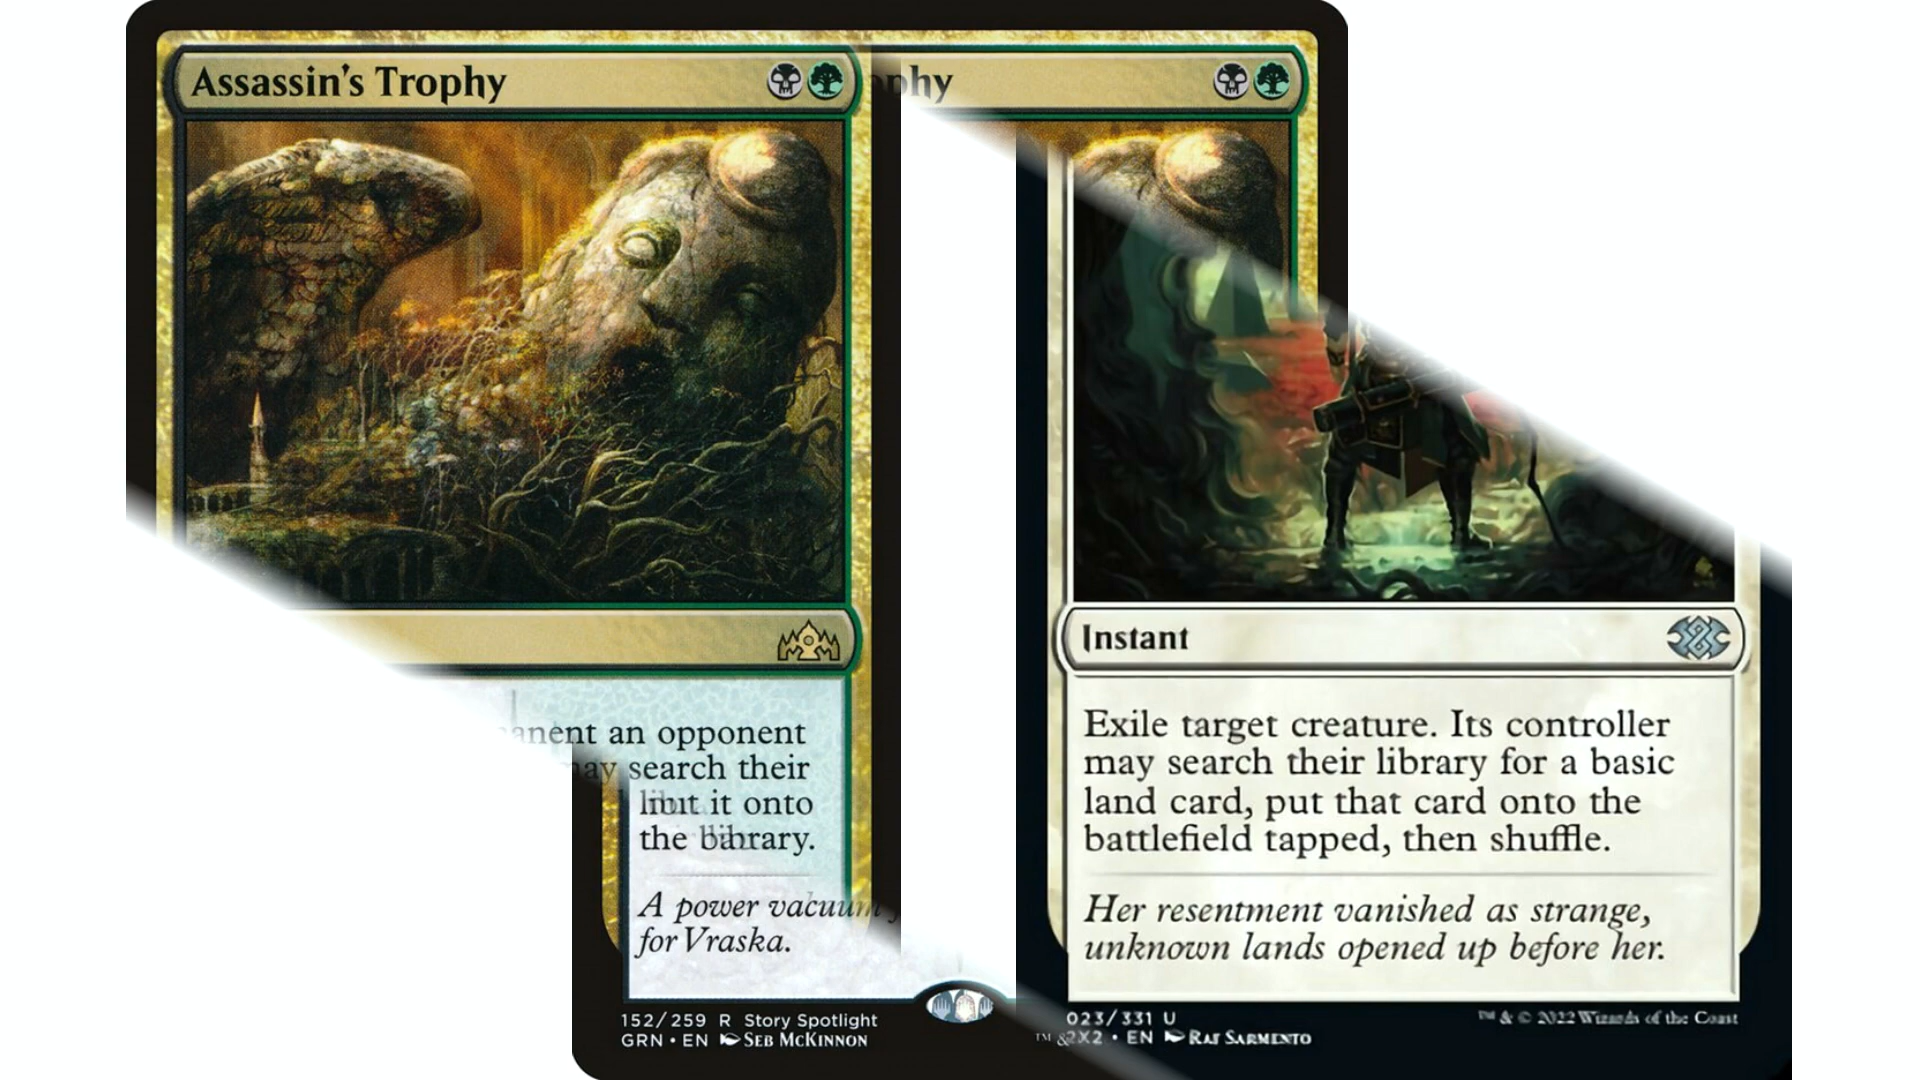 Assassin's Trophy
phy
Instant
anent an opponent
may search their
it onto
the
A power vacuum
for Vraska.
152/259 R Story Spotlight
GRN • EN SEB MCKINNON
Exile target creature. Its controller
may search their library for a basic
land card, put that card onto the
battlefield tapped, then shuffle.
Her resentment vanished as strange,
unknown lands opened up before her.
023/331 U
2X2 • EN RAF SARMENTO
™ & © 2022 Wizards of the Coast
™ &